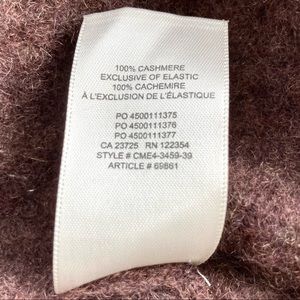 100% CASHMERE
EXCLUSIVE OF ELASTIC
100% CACHEMIRE
À L'EXCLUSION DE L'ÉLASTIQUE
PO 4500111375
PO 4500111376
PO 4500111377
CA 23725 RN 122354
STYLE # CME4-3459-39
ARTICLE # 69861